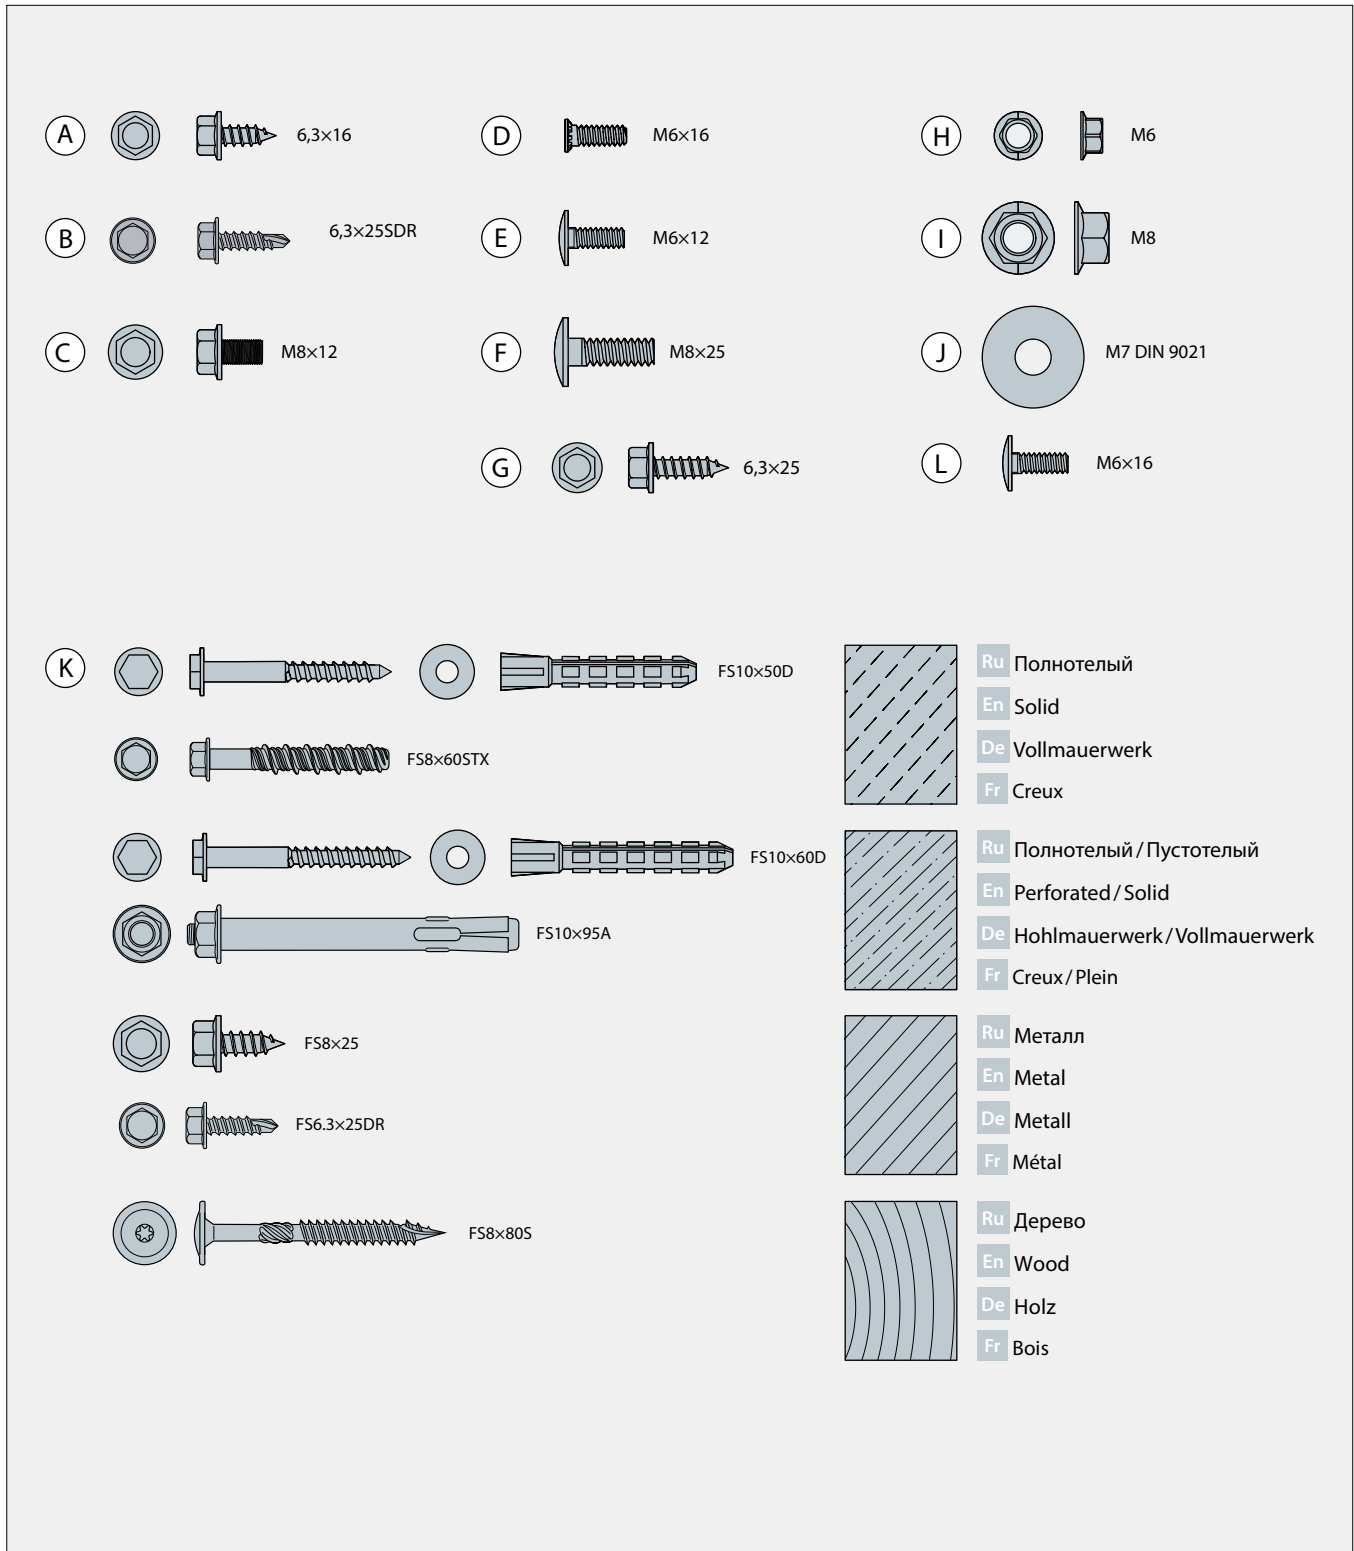 A 6,3×16
B 6,3×25SDR
C M8×12
D M6×16
E M6×12
F M8×25
G 6,3×25
H M6
I M8
J M7 DIN 9021
L M6×16
K FS10×50D
FS8×60STX
FS10×60D
FS10×95A
FS8×25
FS6.3×25DR
FS8×80S
Ru Полнотелый
En Solid
De Vollmauerwerk
Fr Creux
Ru Полнотелый/Пустотелый
En Perforated/Solid
De Hohlmauerwerk/Vollmauerwerk
Fr Creux/Plein
Ru Металл
En Metal
De Metall
Fr Métal
Ru Дерево
En Wood
De Holz
Fr Bois